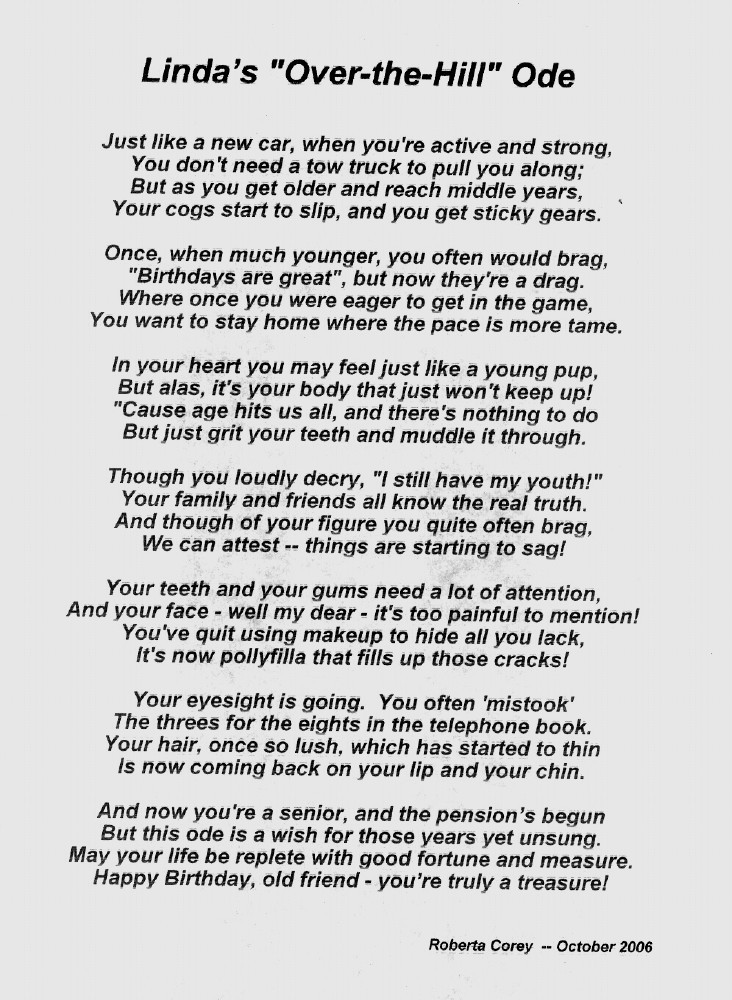 Linda's "Over-the-Hill" Ode
Just like a new car, when you're active and strong,
You don't need a tow truck to pull you along;
But as you get older and reach middle years,
Your cogs start to slip, and you get sticky gears.
Once, when much younger, you often would brag,
"Birthdays are great", but now they're a drag.
Where once you were eager to get in the game,
You want to stay home where the pace is more tame.
In your heart you may feel just like a young pup,
But alas, it's your body that just won't keep up!
"Cause age hits us all, and there's nothing to do
But just grit your teeth and muddle it through.
Though you loudly decry, "I still have my youth!"
Your family and friends all know the real truth.
And though of your figure you quite often brag,
We can attest -- things are starting to sag!
Your teeth and your gums need a lot of attention,
And your face - well my dear - it's too painful to mention!
You've quit using makeup to hide all you lack,
It's now pollyfilla that fills up those cracks!
Your eyesight is going. You often 'mistook'
The threes for the eights in the telephone book.
Your hair, once so lush, which has started to thin
Is now coming back on your lip and your chin.
And now you're a senior, and the pension's begun
But this ode is a wish for those years yet unsung.
May your life be replete with good fortune and measure.
Happy Birthday, old friend - you're truly a treasure!
Roberta Corey -- October 2006